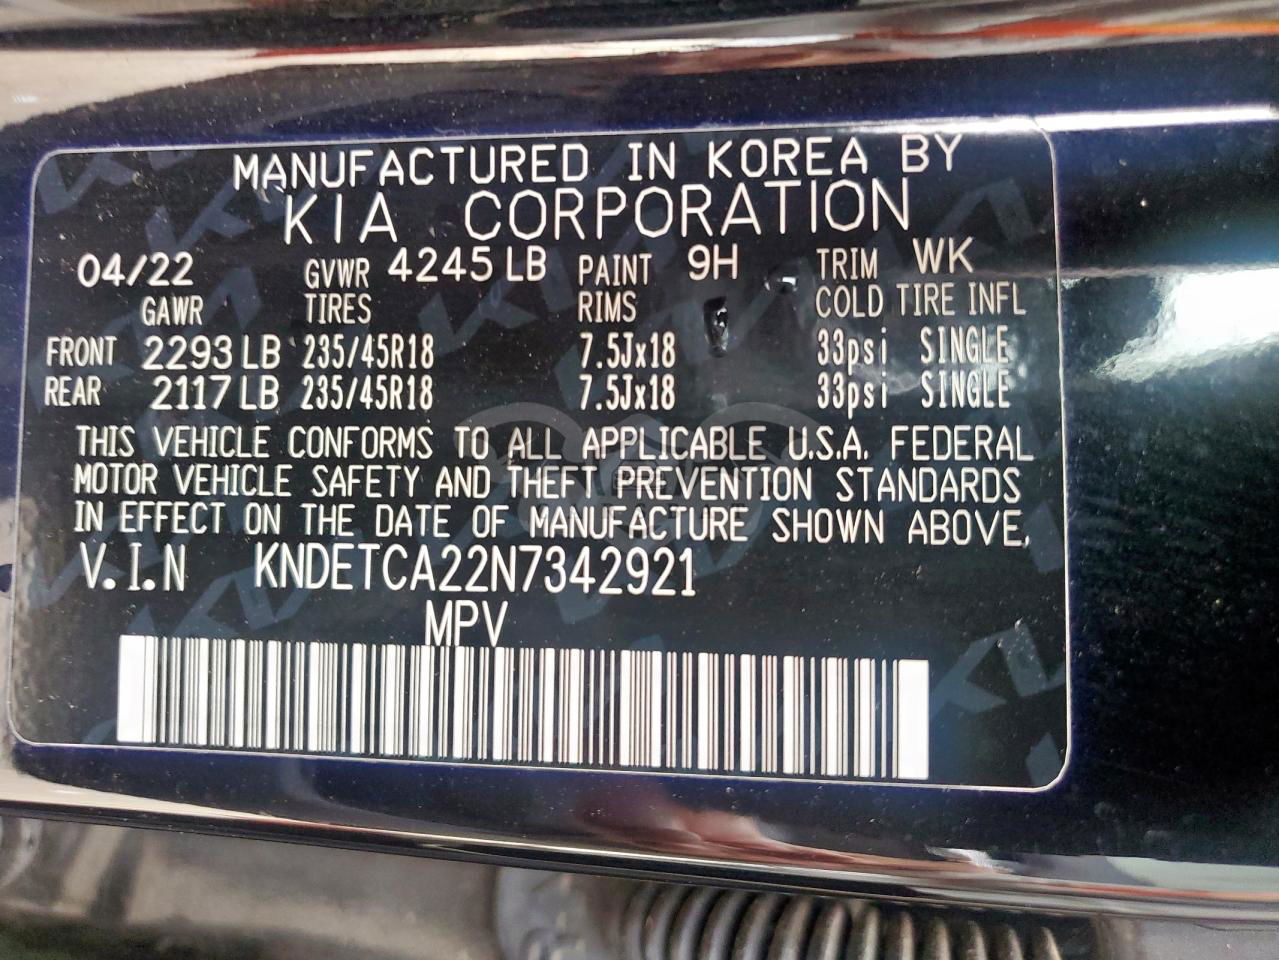 MANUFACTURED IN KOREA BY
KIA CORPORATION
04/22 GVWR 4245 LB PAINT 9H TRIM WK
GAWR TIRES RIMS COLD TIRE INFL
FRONT 2293 LB 235/45R18 7.5Jx18 33psi SINGLE
REAR 2117 LB 235/45R18 7.5Jx18 33psi SINGLE
THIS VEHICLE CONFORMS TO ALL APPLICABLE U.S.A. FEDERAL
MOTOR VEHICLE SAFETY AND THEFT PREVENTION STANDARDS
IN EFFECT ON THE DATE OF MANUFACTURE SHOWN ABOVE,
V.I.N KNDETCA22N7342921
MPV